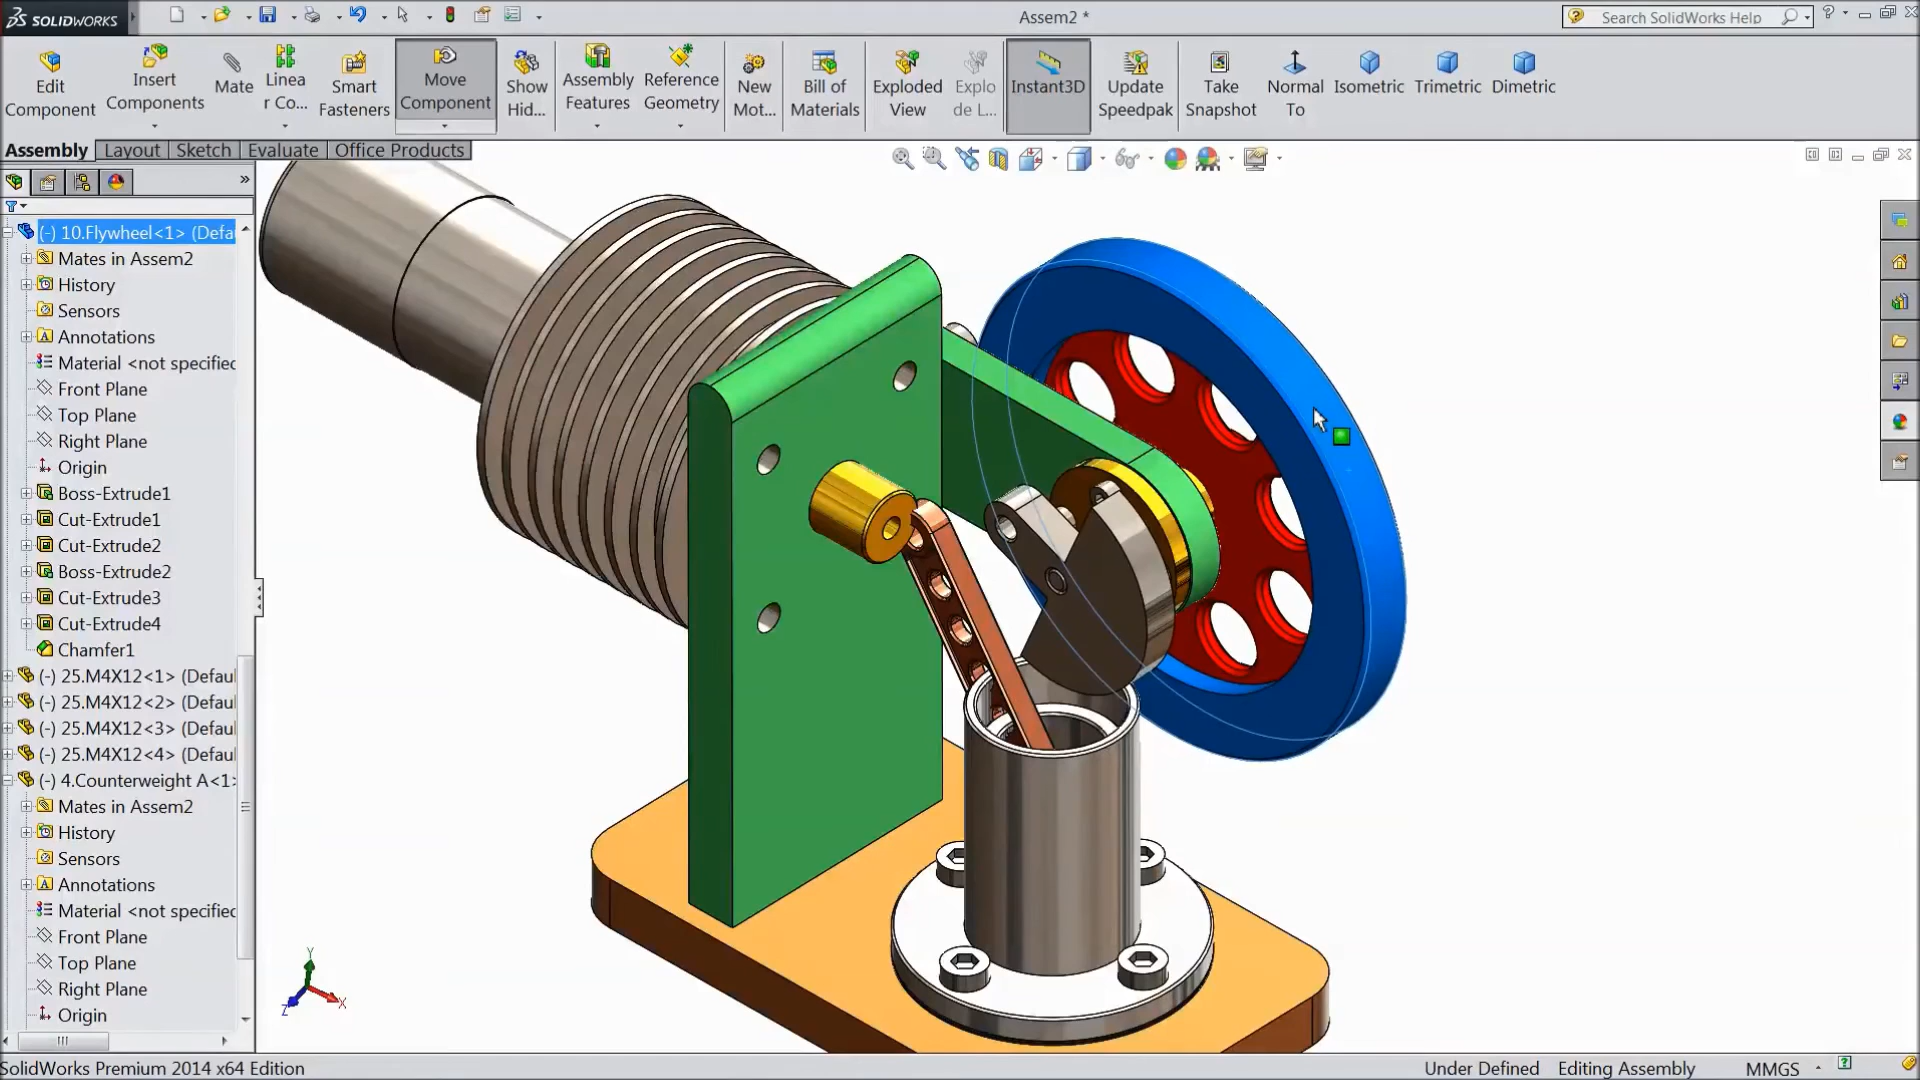 SOLIDWORKS
Assem2 *
Search SolidWorks Help
Edit Component
Insert Components
Mate
Linea r Co...
Smart Fasteners
Move Component
Show Hid...
Assembly Features
Reference Geometry
New Mot...
Bill of Materials
Exploded View
Explo de L...
Instant3D
Update Speedpak
Take Snapshot
Normal To
Isometric
Trimetric
Dimetric
Assembly
Layout
Sketch
Evaluate
Office Products
(-) 10.Flywheel<1> (Defau
Mates in Assem2
History
Sensors
Annotations
Material <not specified
Front Plane
Top Plane
Right Plane
Origin
Boss-Extrude1
Cut-Extrude1
Cut-Extrude2
Boss-Extrude2
Cut-Extrude3
Cut-Extrude4
Chamfer1
(-) 25.M4X12<1> (Defaul
(-) 25.M4X12<2> (Defaul
(-) 25.M4X12<3> (Defaul
(-) 25.M4X12<4> (Defaul
(-) 4.Counterweight A<1>
Mates in Assem2
History
Sensors
Annotations
Material <not specified
Front Plane
Top Plane
Right Plane
Origin
Y
X
Z
SolidWorks Premium 2014 x64 Edition
Under Defined
Editing Assembly
MMGS